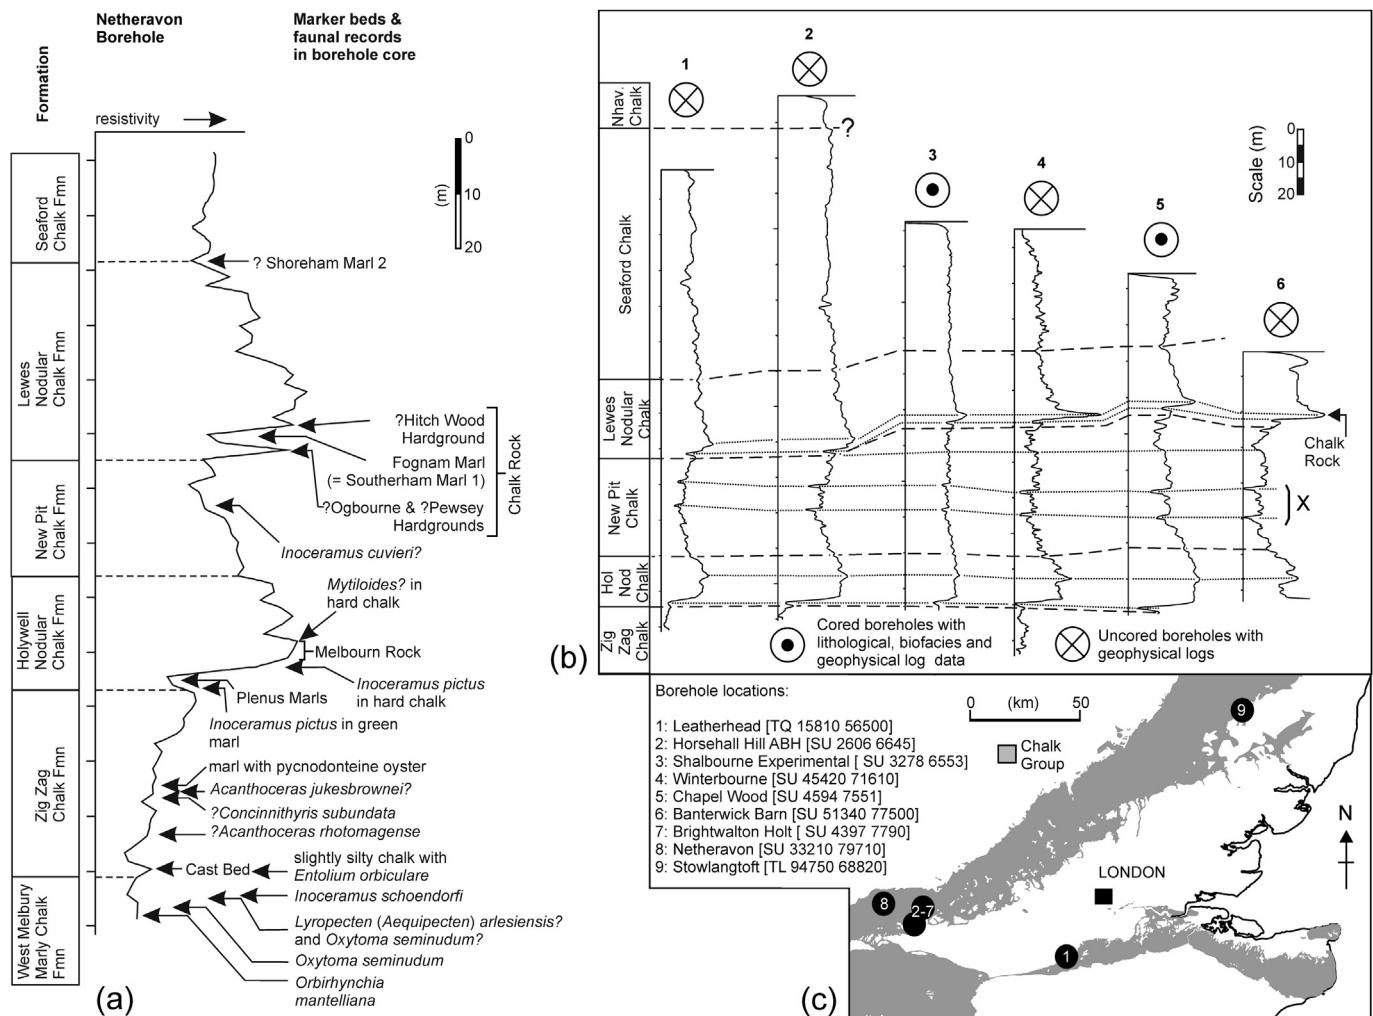 Netheravon
Borehole
Marker beds &
faunal records
in borehole core
Formation
resistivity
0
10
20
(m)
Seaford
Chalk Fmn
? Shoreham Marl 2
Lewes
Nodular
Chalk Fmn
?Hitch Wood
Hardground
Fognam Marl
(= Southerham Marl 1)
?Ogbourne & ?Pewsey
Hardgrounds
Chalk Rock
New Pit
Chalk Fmn
Inoceramus cuvieri?
Mytiloides? in
hard chalk
Holywell
Nodular
Chalk Fmn
Melbourn Rock
Inoceramus pictus
in hard chalk
Plenus Marls
Inoceramus pictus in green
marl
Zig Zag
Chalk Fmn
marl with pycnodonteine oyster
Acanthoceras jukesbrownei?
?Concinnithyris subundata
?Acanthoceras rhotomagense
Cast Bed
slightly silty chalk with
Entolium orbiculare
West Melbury
Marly Chalk
Fmn
Inoceramus schoendorfi
Lyropecten (Aequipecten) arlesiensis?
and Oxytoma seminudum?
Oxytoma seminudum
Orbirhynchia
mantelliana
(a)
1
2
3
4
5
6
Scale (m)
0
10
20
Nhav.
Chalk
?
Seaford Chalk
Lewes
Nodular
Chalk
Chalk
Rock
New Pit
Chalk
X
Hol
Nod
Chalk
Zig
Zag
Chalk
Cored boreholes with
lithological, biofacies and
geophysical log data
Uncored boreholes with
geophysical logs
(b)
Borehole locations:
1: Leatherhead [TQ 15810 56500]
2: Horsehall Hill ABH [SU 2606 6645]
3: Shalbourne Experimental [ SU 3278 6553]
4: Winterbourne [SU 45420 71610]
5: Chapel Wood [SU 4594 7551]
6: Banterwick Barn [SU 51340 77500]
7: Brightwalton Holt [ SU 4397 7790]
8: Netheravon [SU 33210 79710]
9: Stowlangtoft [TL 94750 68820]
0 (km) 50
Chalk
Group
9
N
LONDON
8
2-7
1
(c)